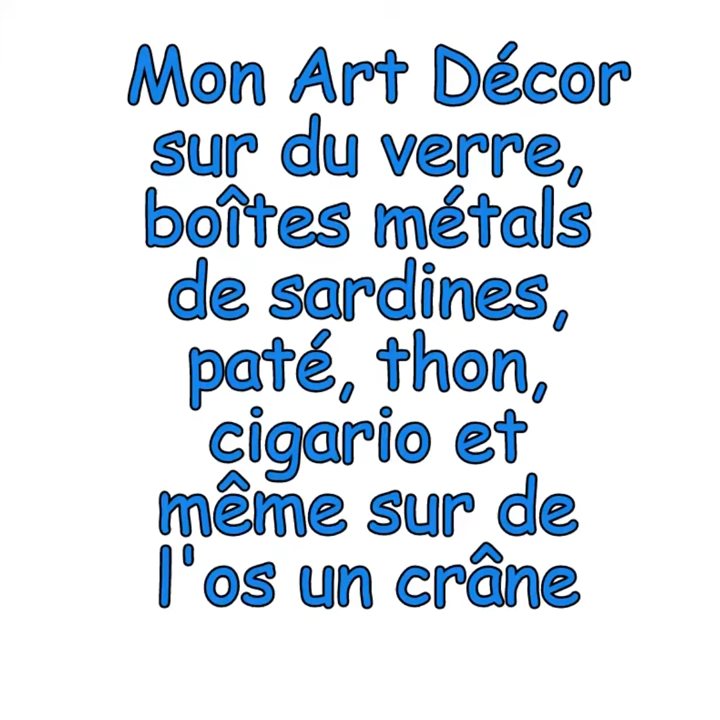 Mon Art Décor
sur du verre,
boîtes métals
de sardines,
paté, thon,
cigario et
même sur de
l'os un crâne